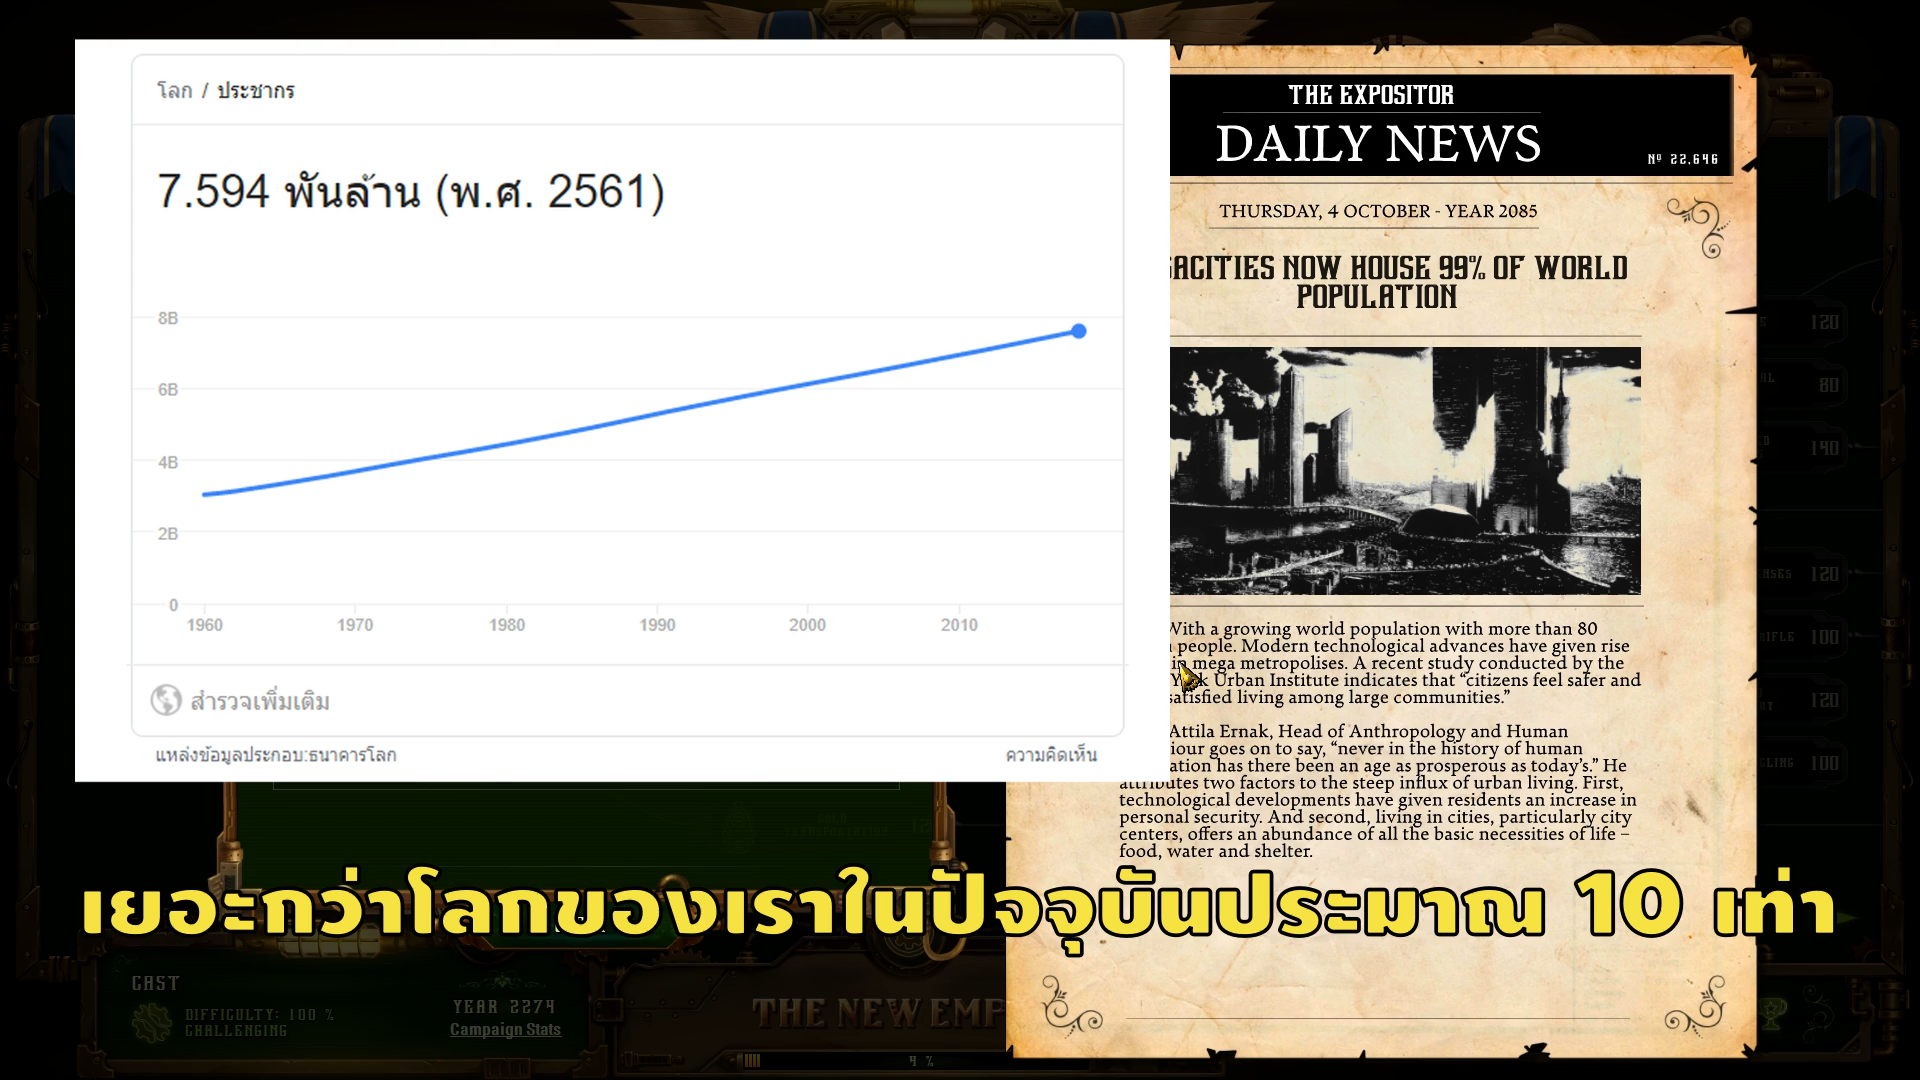 โลก / ประชากร
7.594 พันล้าน (พ.ศ. 2561)
8B
6B
4B
2B
0
1960 1970 1980 1990 2000 2010
สำรวจเพิ่มเติม
แหล่งข้อมูลประกอบ:ธนาคารโลก ความคิดเห็น
THE EXPOSITOR
DAILY NEWS
Nº 22,646
THURSDAY, 4 OCTOBER - YEAR 2085
ACITIES NOW HOUSE 99% OF WORLD
POPULATION
With a growing world population with more than 80
people. Modern technological advances have given rise
in mega metropolises. A recent study conducted by the
Urban Institute indicates that “citizens feel safer and
satisfied living among large communities.”
Attila Ernak, Head of Anthropology and Human
iour goes on to say, “never in the history of human
ation has there been an age as prosperous as today’s.” He
attributes two factors to the steep influx of urban living. First,
technological developments have given residents an increase in
personal security. And second, living in cities, particularly city
centers, offers an abundance of all the basic necessities of life –
food, water and shelter.
120
80
140
120
RIFLE 100
120
100
เยอะกว่าโลกของเราในปัจจุบันประมาณ 10 เท่า
CAST
DIFFICULTY: 100 %
CHALLENGING
YEAR 2274
Campaign Stats
THE NEW EMP
9 %